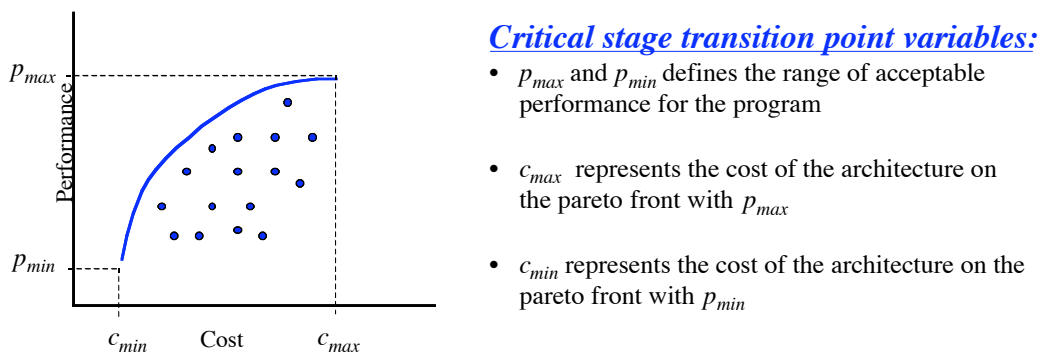 p_max
Performance
p_min
c_min
Cost
c_max
Critical stage transition point variables:
• p_max and p_min defines the range of acceptable
performance for the program
• c_max represents the cost of the architecture on
the pareto front with p_max
• c_min represents the cost of the architecture on the
pareto front with p_min